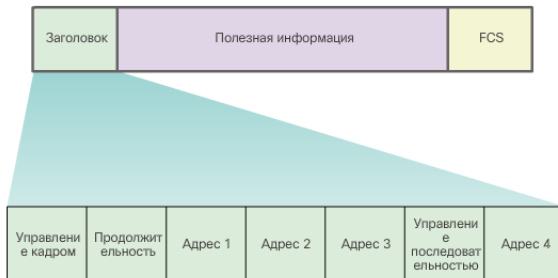 Заголовок Полезная информация FCS
Управлени Продолжит Адрес 1 Адрес 2 Адрес 3 Управлени Адрес 4
е кадром ельность е
последоват
ельностью